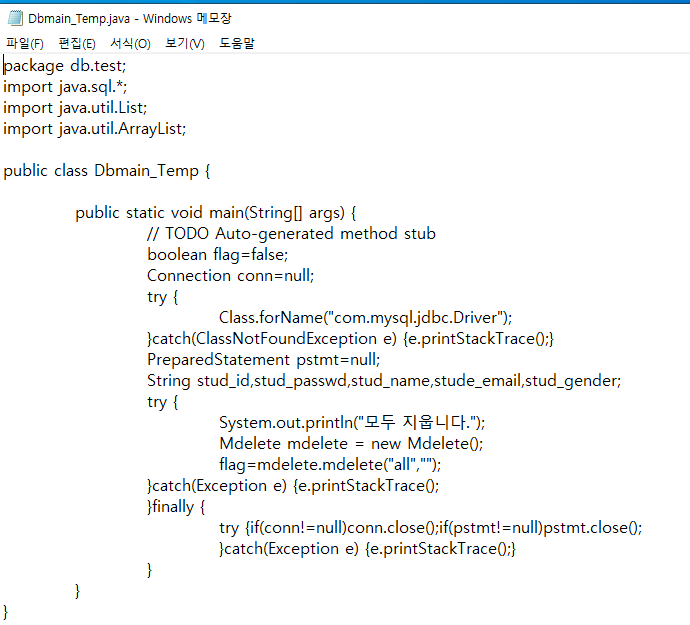 Dbmain_Temp.java - Windows 메모장
파일(F) 편집(E) 서식(O) 보기(V) 도움말
package db.test;
import java.sql.*;
import java.util.List;
import java.util.ArrayList;
public class Dbmain_Temp {
public static void main(String[] args) {
// TODO Auto-generated method stub
boolean flag=false;
Connection conn=null;
try {
Class.forName("com.mysql.jdbc.Driver");
}catch(ClassNotFoundException e) {e.printStackTrace();}
PreparedStatement pstmt=null;
String stud_id,stud_passwd,stud_name,stude_email,stud_gender;
try {
System.out.println("모두 지웁니다.");
Mdelete mdelete = new Mdelete();
flag=mdelete.mdelete("all","");
}catch(Exception e) {e.printStackTrace();
}finally {
try {if(conn!=null)conn.close();if(pstmt!=null)pstmt.close();
}catch(Exception e) {e.printStackTrace();}
}
}
}